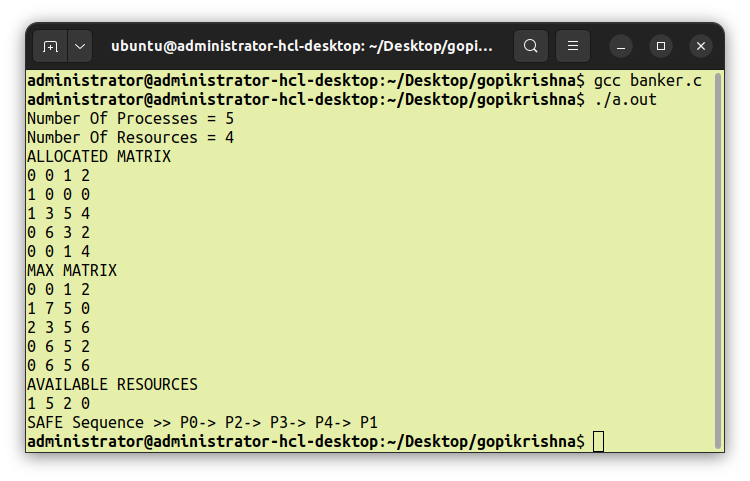 ubuntu@administrator-hcl-desktop: ~/Desktop/gopi...
administrator@administrator-hcl-desktop:~/Desktop/gopikrishna$ gcc banker.c
administrator@administrator-hcl-desktop:~/Desktop/gopikrishna$ ./a.out
Number Of Processes = 5
Number Of Resources = 4
ALLOCATED MATRIX
0 0 1 2
1 0 0 0
1 3 5 4
0 6 3 2
0 0 1 4
MAX MATRIX
0 0 1 2
1 7 5 0
2 3 5 6
0 6 5 2
0 6 5 6
AVAILABLE RESOURCES
1 5 2 0
SAFE Sequence >> P0-> P2-> P3-> P4-> P1
administrator@administrator-hcl-desktop:~/Desktop/gopikrishna$